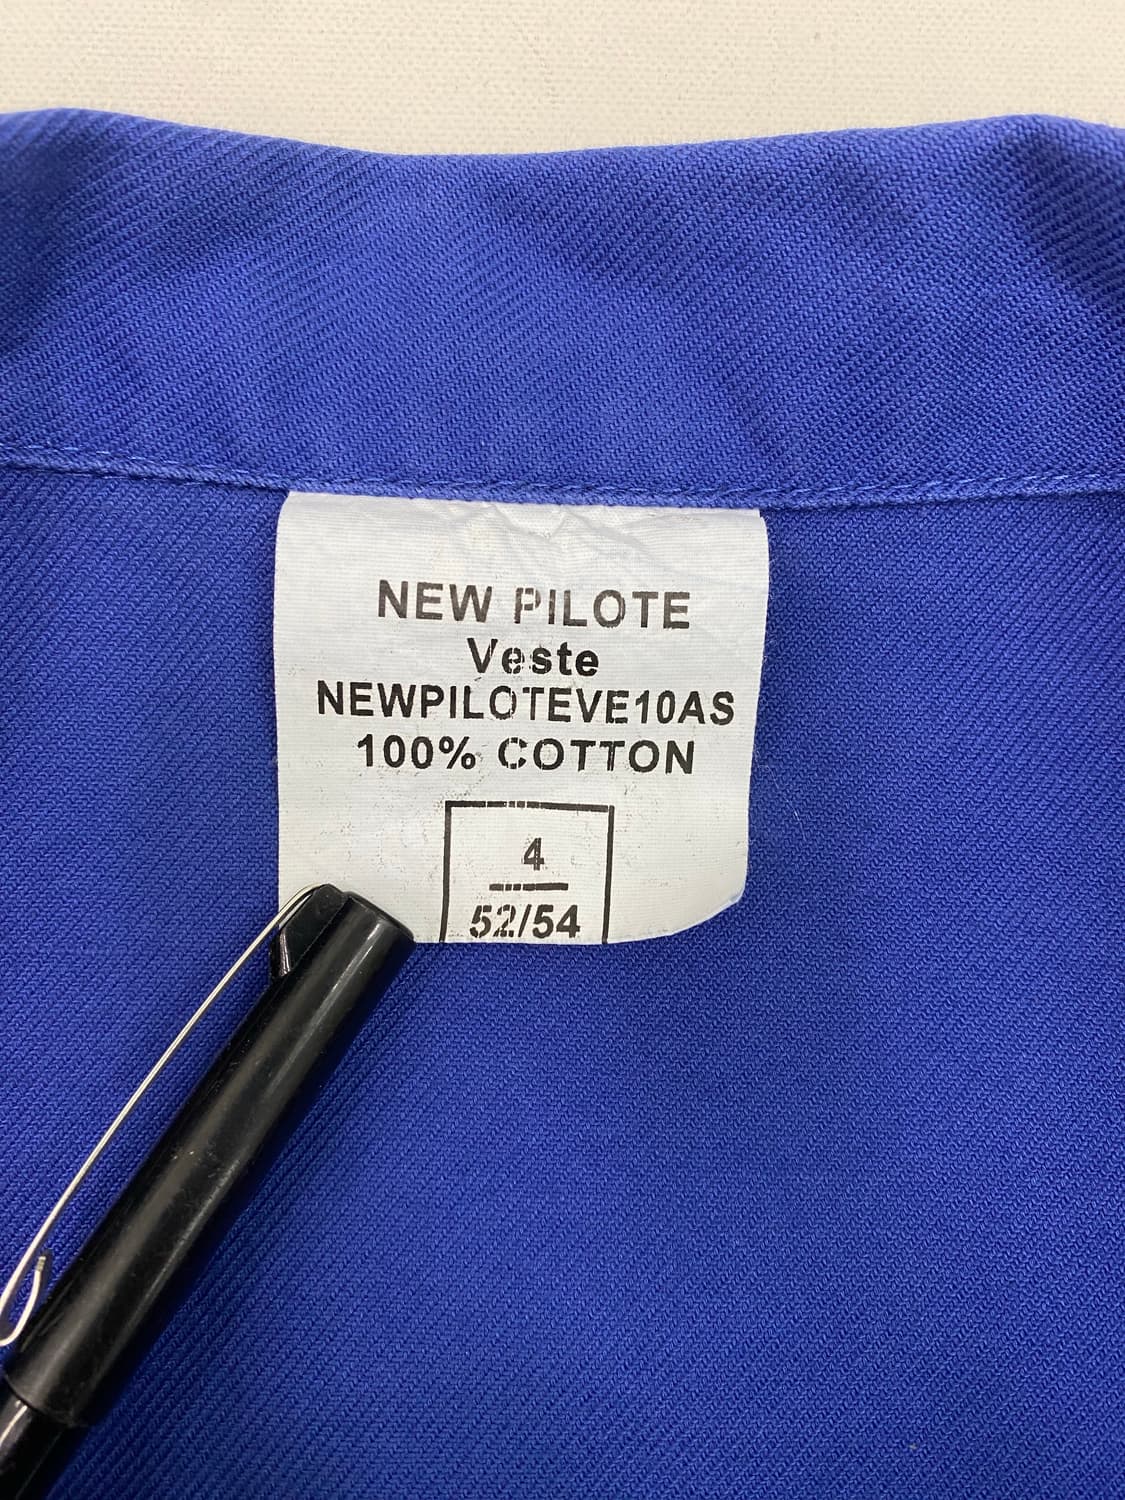 NEW PILOTE
Veste
NEWPILOTEVE10AS
100% COTTON
4
52/54